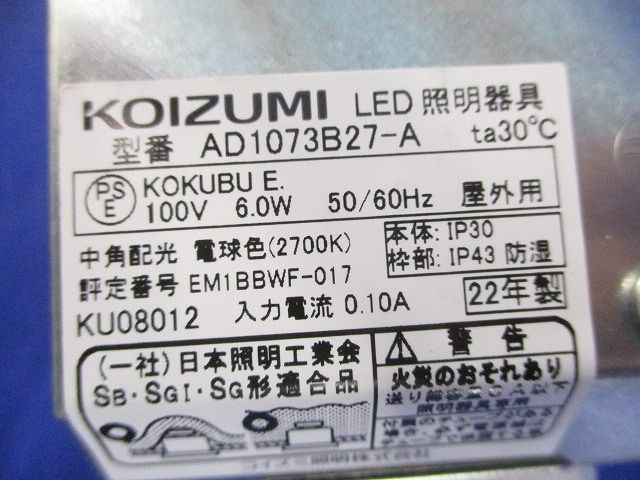 KOIZUMI LED 照明器具
型番 AD1073B27-A ta30℃
PS E KOKUBU E.
100V 6.0W 50/60Hz 屋外用
中角配光 電球色(2700K)
本体: IP30
枠部: IP43 防湿
評定番号 EM1BBWF-017
22年製
KU08012 入力電流 0.10A
(一社)日本照明工業会
SB・SGI・SG形適合品
警告
火災のおそれあり